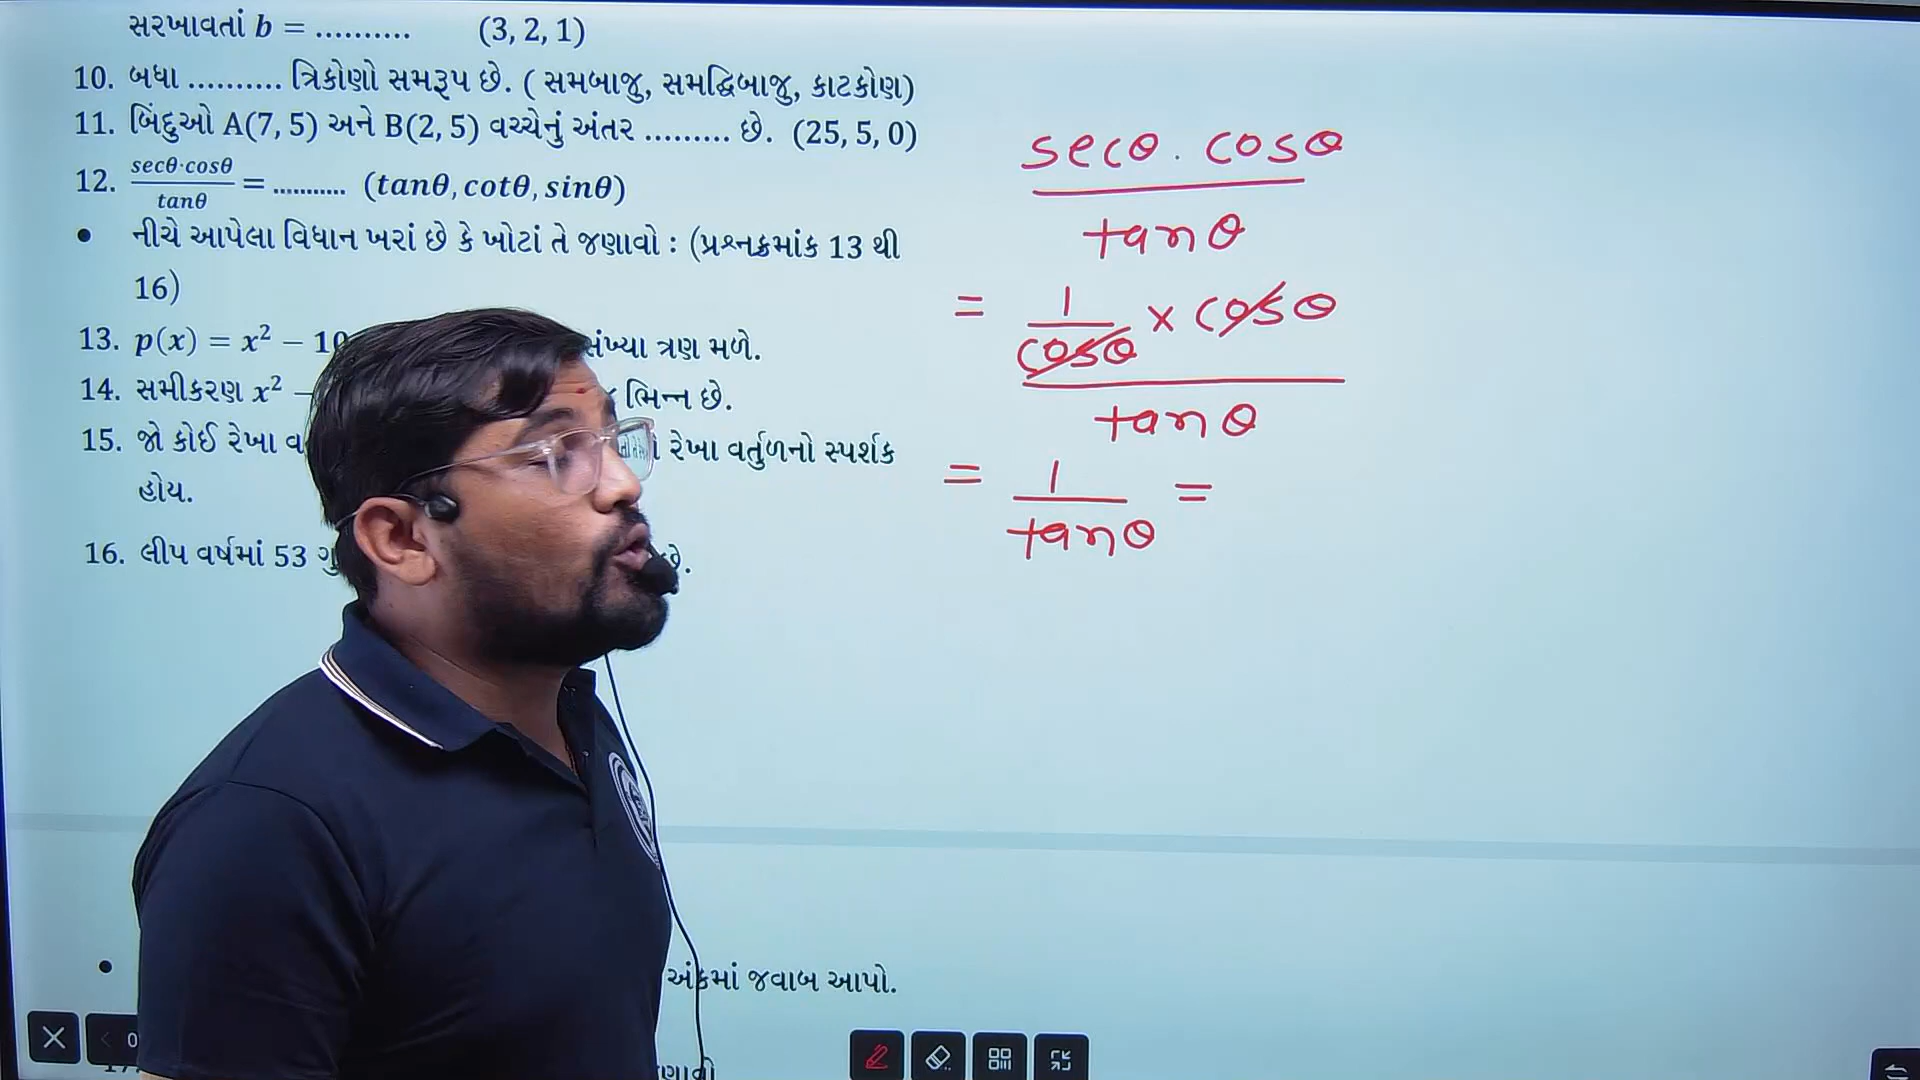 સરખાવતાં b = .......... (3, 2, 1)
10. બધા .......... ત્રિકોણો સમરૂપ છે. ( સમબાજુ, સમદ્વિબાજુ, કાટકોણ)
11. બિંદુઓ A(7, 5) અને B(2, 5) વચ્ચેનું અંતર ......... છે. (25, 5, 0)
12. secθ·cosθ/tanθ = ........... (tanθ, cotθ, sinθ)
• નીચે આપેલા વિધાન ખરાં છે કે ખોટાં તે જણાવો : (પ્રશ્નક્રમાંક 13 થી
16)
13. p(x) = x² − 10 સંખ્યા ત્રણ મળે.
14. સમીકરણ x² − ભિન્ન છે.
15. જો કોઈ રેખા રેખા વર્તુળનો સ્પર્શક
હોય.
16. લીપ વર્ષમાં 53 છે.
અંકમાં જવાબ આપો.
secθ . cosθ
tanθ
= 1/cosθ × cosθ
tanθ
= 1/tanθ =